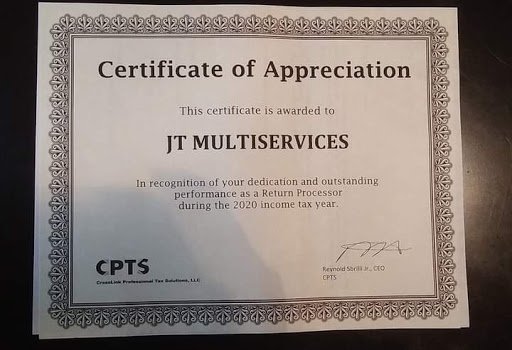 Certificate of Appreciation
This certificate is awarded to
JT MULTISERVICES
In recognition of your dedication and outstanding
performance as a Return Processor
during the 2020 income tax year.
CPTS
CrossLink Professional Tax Solutions, LLC
Reynold Sbrilli Jr., CEO
CPTS